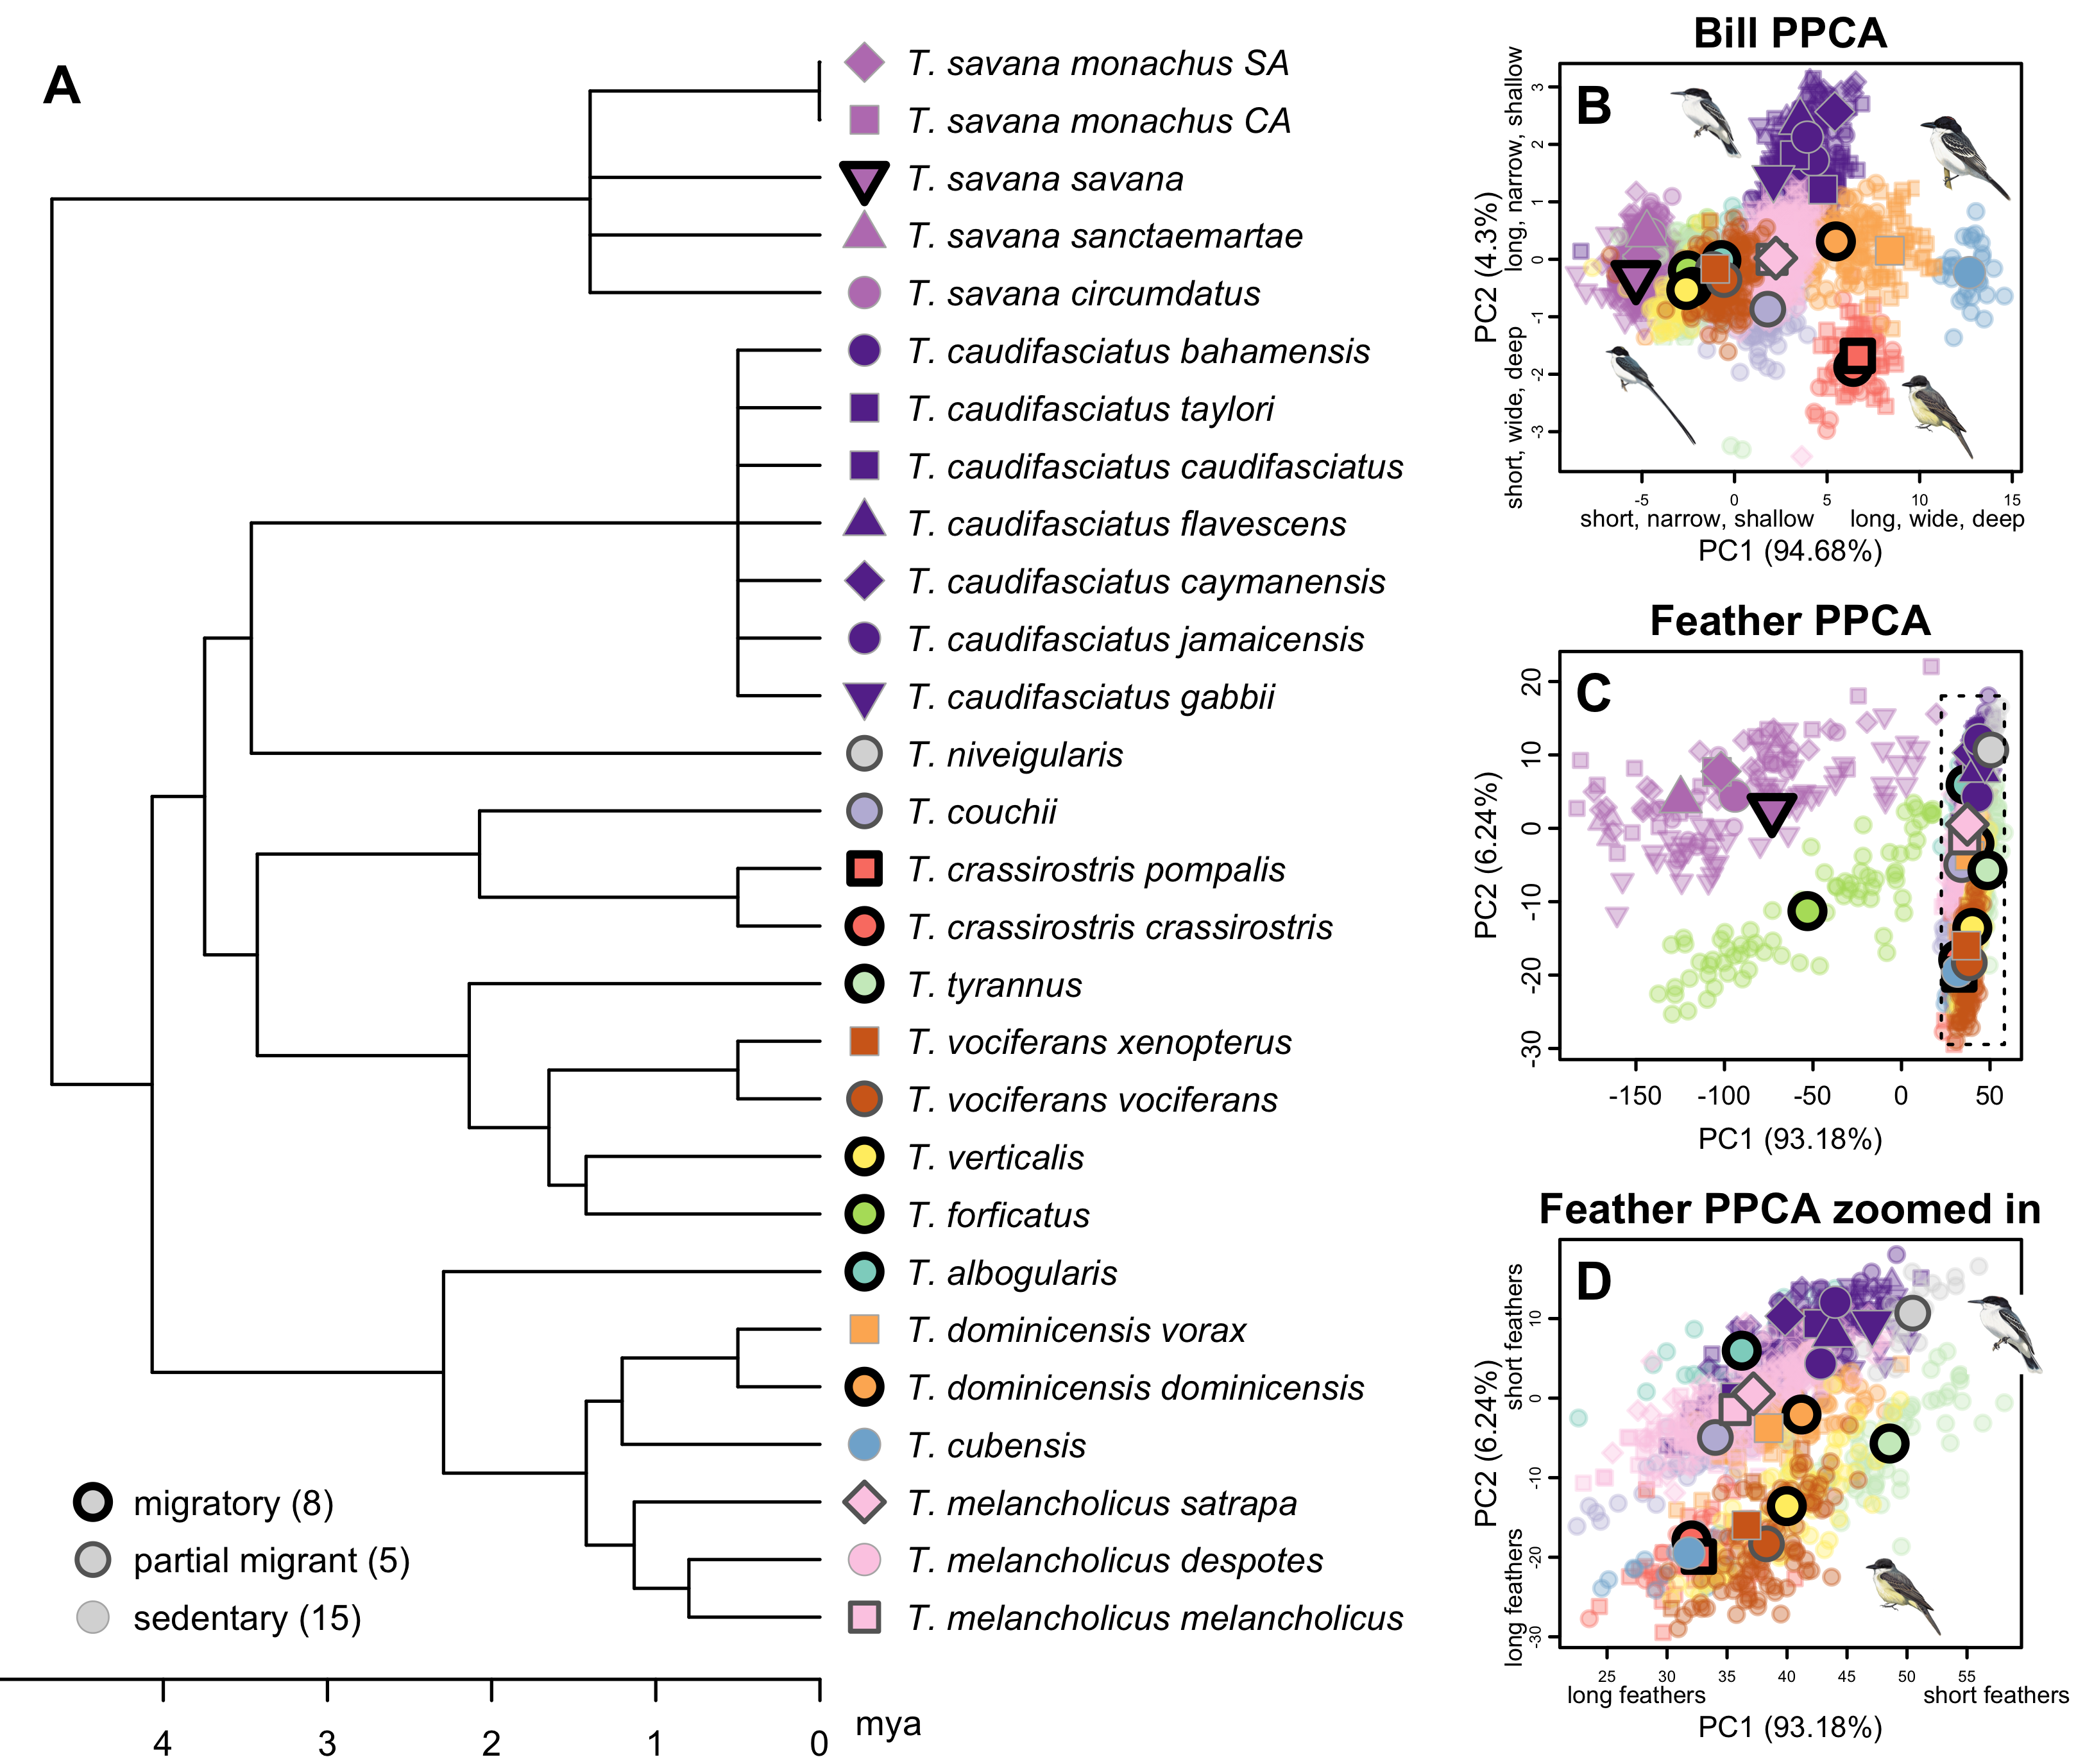 A
T. savana monachus SA
T. savana monachus CA
T. savana savana
T. savana sanctaemartae
T. savana circumdatus
T. caudifasciatus bahamensis
T. caudifasciatus taylori
T. caudifasciatus caudifasciatus
T. caudifasciatus flavescens
T. caudifasciatus caymanensis
T. caudifasciatus jamaicensis
T. caudifasciatus gabbii
T. niveigularis
T. couchii
T. crassirostris pompalis
T. crassirostris crassirostris
T. tyrannus
T. vociferans xenopterus
T. vociferans vociferans
T. verticalis
T. forficatus
T. albogularis
T. dominicensis vorax
T. dominicensis dominicensis
T. cubensis
T. melancholicus satrapa
T. melancholicus despotes
T. melancholicus melancholicus
migratory (8)
partial migrant (5)
sedentary (15)
4 3 2 1 0 mya
Bill PPCA
B
PC2 (4.3%)
short, wide, deep
long, narrow, shallow
3
2
1
0
-1
-2
-3
-5 0 5 10 15
short, narrow, shallow long, wide, deep
PC1 (94.68%)
Feather PPCA
C
PC2 (6.24%)
20
10
0
-10
-20
-30
-150 -100 -50 0 50
PC1 (93.18%)
Feather PPCA zoomed in
D
PC2 (6.24%)
long feathers
short feathers
10
0
-10
-20
-30
25 30 35 40 45 50 55
long feathers short feathers
PC1 (93.18%)